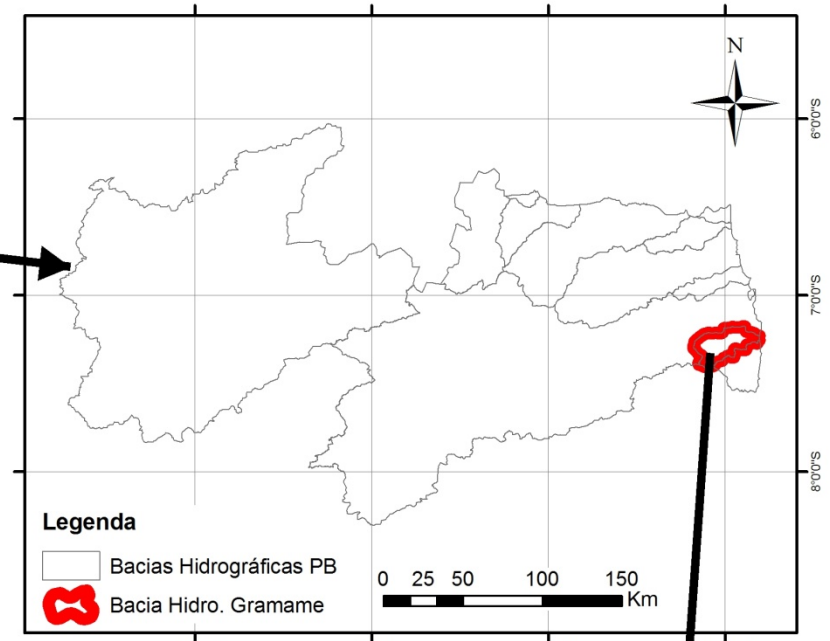 N
6°0'0"S
7°0'0"S
8°0'0"S
Legenda
Bacias Hidrográficas PB
Bacia Hidro. Gramame
0 25 50 100 150
Km